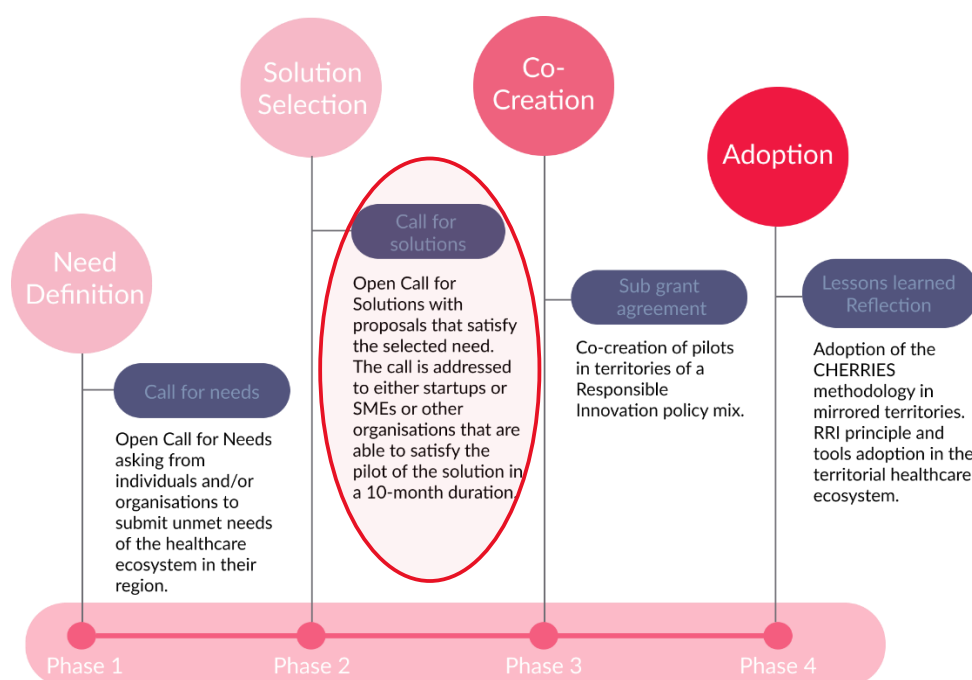 Need
Definition
Call for needs
Open Call for Needs
asking from
individuals and/or
organisations to
submit unmet needs
of the healthcare
ecosystem in their
region.
Solution
Selection
Call for
solutions
Open Call for
Solutions with
proposals that satisfy
the selected need.
The call is addressed
to either startups or
SMEs or other
organisations that are
able to satisfy the
pilot of the solution in
a 10-month duration.
Co-
Creation
Sub grant
agreement
Co-creation of pilots
in territories of a
Responsible
Innovation policy mix.
Adoption
Lessons learned
Reflection
Adoption of the
CHERRIES
methodology in
mirrored territories.
RRI principle and
tools adoption in the
territorial healthcare
ecosystem.
Phase 1
Phase 2
Phase 3
Phase 4